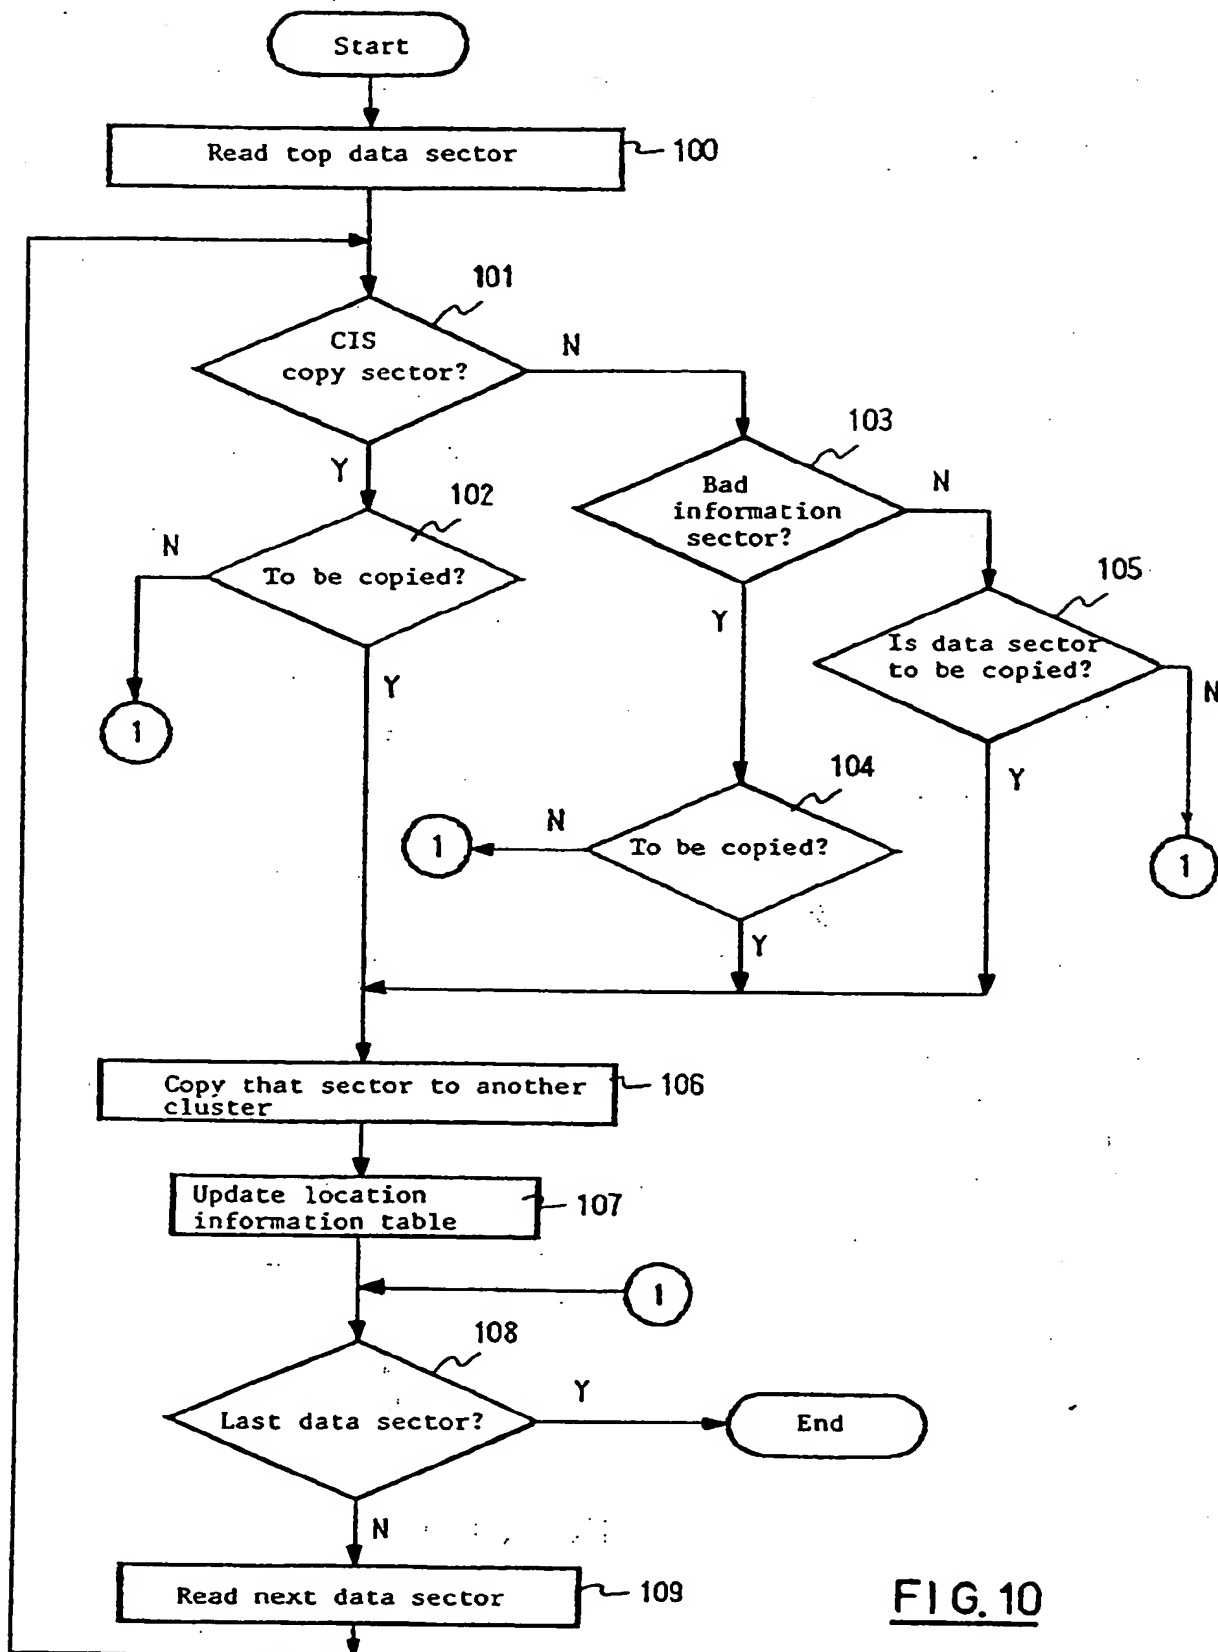 Start
Read top data sector
100
101
CIS
copy sector?
N
103
Y
Bad
information
sector?
N
102
N
To be copied?
105
Y
Is data sector
to be copied?
N
Y
1
104
Y
1
N
To be copied?
1
Y
Copy that sector to another
cluster
106
Update location
information table
107
1
108
Last data sector?
Y
End
N
Read next data sector
109
FIG. 10